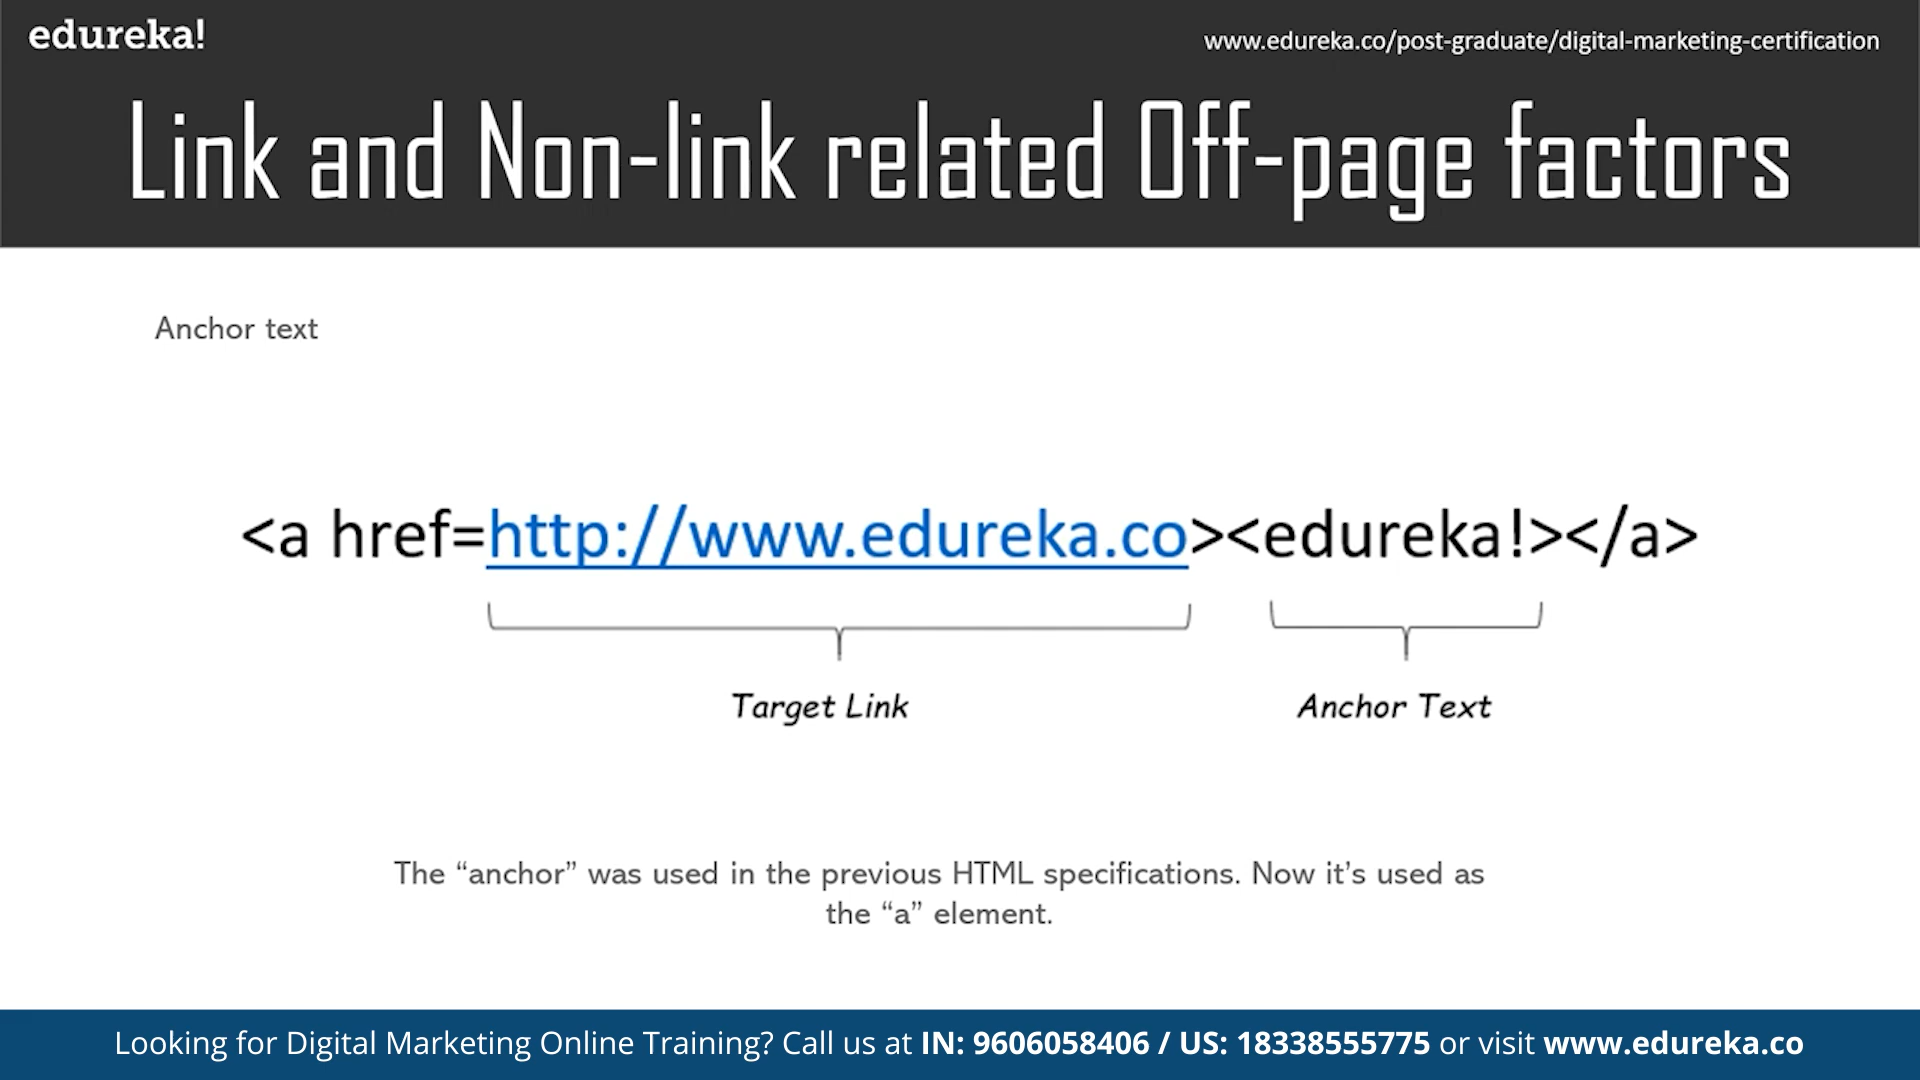 edureka!
www.edureka.co/post-graduate/digital-marketing-certification
Link and Non-link related Off-page factors
Anchor text
<a href=http://www.edureka.co><edureka!></a>
Target Link
Anchor Text
The “anchor” was used in the previous HTML specifications. Now it’s used as
the “a” element.
Looking for Digital Marketing Online Training? Call us at IN: 9606058406 / US: 18338555775 or visit www.edureka.co